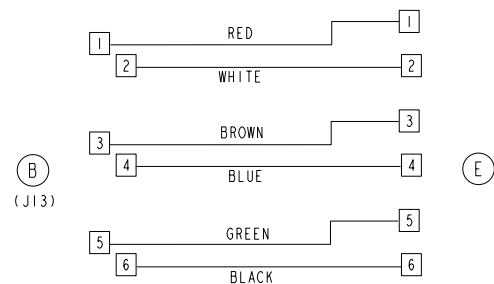 RED 1
1
2 2
WHITE
BROWN 3
3
4 4
BLUE
B E
(J13)
GREEN 5
5
6 6
BLACK